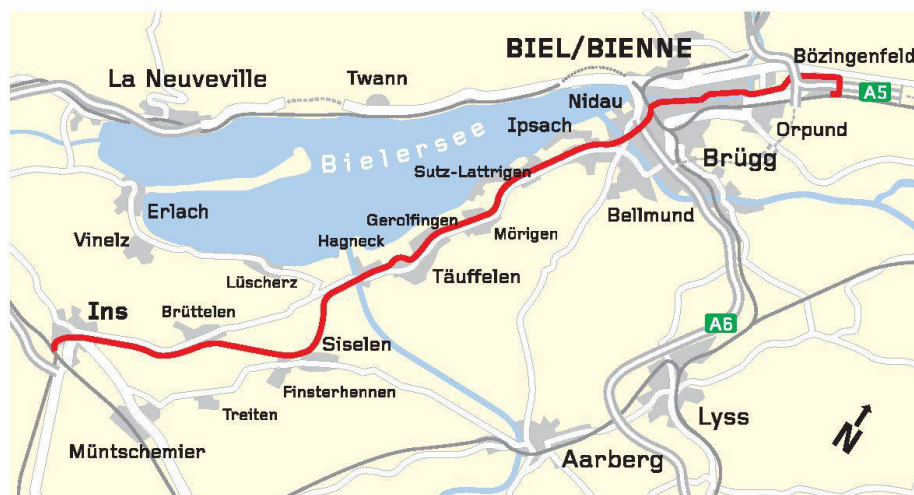 BIEL/BIENNE
Bözingenfeld
La Neuveville
Twann
A5
Nidau
Ipsach
Orpund
Bielersee
Brügg
Sutz-Lattrigen
Erlach
Gerolfingen
Bellmund
Vinelz
Hagneck
Mörigen
Lüscherz
Täuffelen
Ins
Brüttelen
A6
Siselen
Finsterhennen
Treiten
Lyss
Müntschemier
Aarberg
N